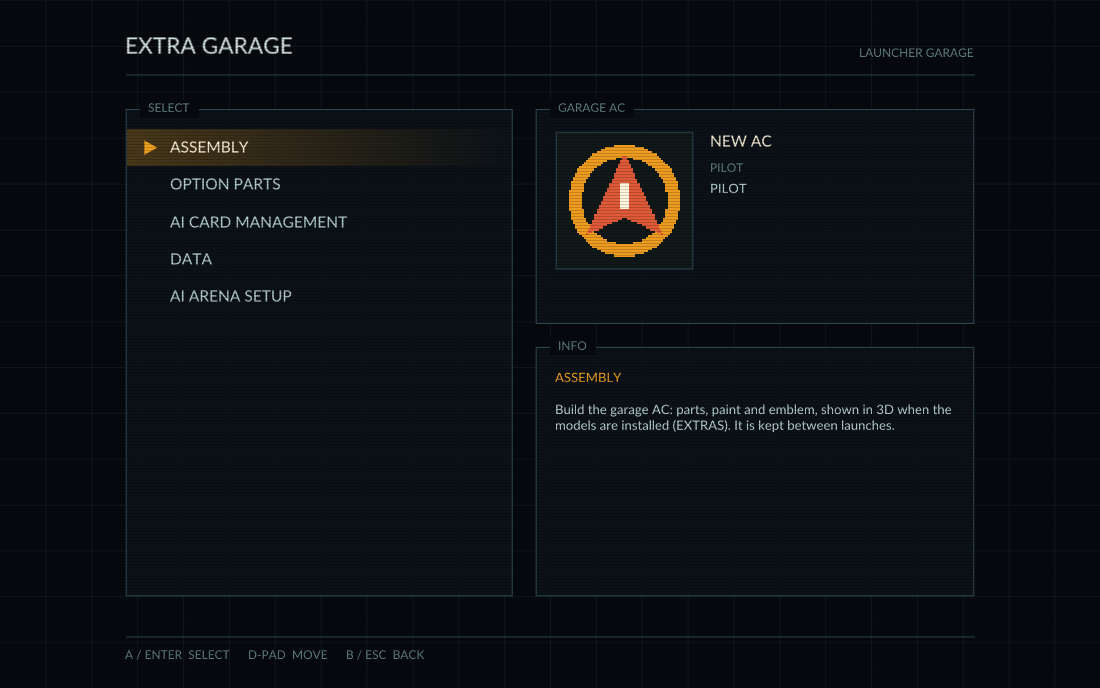 EXTRA GARAGE
LAUNCHER GARAGE
SELECT
ASSEMBLY
OPTION PARTS
AI CARD MANAGEMENT
DATA
AI ARENA SETUP
GARAGE AC
NEW AC
PILOT
PILOT
INFO
ASSEMBLY
Build the garage AC: parts, paint and emblem, shown in 3D when the
models are installed (EXTRAS). It is kept between launches.
A / ENTER SELECT D-PAD MOVE B / ESC BACK